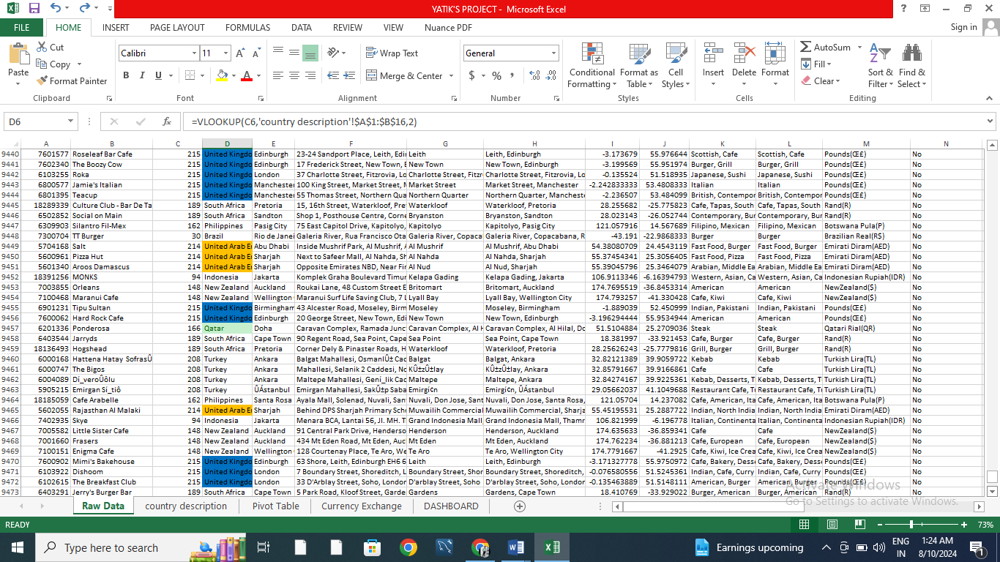 YATIK'S PROJECT - Microsoft Excel
FILE HOME INSERT PAGE LAYOUT FORMULAS DATA REVIEW VIEW Nuance PDF Sign in
Paste Cut Copy Format Painter Clipboard
Calibri 11 B I U Font
Wrap Text Merge & Center Alignment
General $ % , Number
Conditional Formatting Format as Table Cell Styles Styles
Insert Delete Format Cells
AutoSum Fill Clear Sort & Filter Find & Select Editing
D6 fx =VLOOKUP(C6,'country description'!$A$1:$B$16,2)
A B C D E F G H I J K L M N
9440 7601577 Roseleaf Bar Cafe 215 United Kingdo Edinburgh 23-24 Sandport Place, Leith, Edi Leith Leith, Edinburgh -3.173679 55.976644 Scottish, Cafe Scottish, Cafe Pounds(Œ£) No
9441 7602340 The Boozy Cow 215 United Kingdo Edinburgh 17 Frederick Street, New Town, E New Town New Town, Edinburgh -3.199569 55.951974 Burger, Grill Burger, Grill Pounds(Œ£) No
9442 6103255 Roka 215 United Kingdo London 37 Charlotte Street, Fitzrovia, Lo Charlotte Street, Fitzr Charlotte Street, Fitzrovia, Lo -0.135524 51.518935 Japanese, Sushi Japanese, Sushi Pounds(Œ£) No
9443 6800577 Jamie's Italian 215 United Kingdo Manchester 100 King Street, Market Street, M Market Street Market Street, Manchester -2.242833333 53.4808333 Italian Italian Pounds(Œ£) No
9444 6801395 Teacup 215 United Kingdo Manchester 55 Thomas Street, Northern Qua Northern Quarter Northern Quarter, Manchest -2.236507 53.484099 British, Contempor British, Contempor Pounds(Œ£) No
9445 18289339 Culture Club - Bar De Ta 189 South Africa Pretoria 15, 16th Street, Waterkloof, Pre Waterkloof Waterkloof, Pretoria 28.255682 -25.775823 Cafe, Tapas, South Cafe, Tapas, South Rand(R) No
9446 6502852 Social on Main 189 South Africa Sandton Shop 1, Posthouse Centre, Corne Bryanston Bryanston, Sandton 28.023143 -26.052744 Contemporary, Bur Contemporary, Bur Rand(R) No
9447 6309903 Silantro Fil-Mex 162 Philippines Pasig City 75 East Capitol Drive, Kapitolyo, Kapitolyo Kapitolyo, Pasig City 121.057916 14.567689 Filipino, Mexican Filipino, Mexican Botswana Pula(P) No
9448 7300704 TT Burger 30 Brazil Rio de Janei Galeria River, Rua Francisco Ota Galeria River, Copaca Galeria River, Copacabana, R -43.191 -22.9868333 Burger Burger Brazilian Real(R$) No
9449 5704168 Salt 214 United Arab Er Abu Dhabi Inside Mushrif Park, Al Mushrif, A Al Mushrif Al Mushrif, Abu Dhabi 54.38080709 24.4543119 Fast Food, Burger Fast Food, Burger Emirati Diram(AED) No
9450 5600961 Pizza Hut 214 United Arab Er Sharjah Next to Safeer Mall, Al Nahda, Sh Al Nahda Al Nahda, Sharjah 55.37454341 25.3056405 Fast Food, Pizza Fast Food, Pizza Emirati Diram(AED) No
9451 5601340 Aroos Damascus 214 United Arab Er Sharjah Opposite Emirates NBD, Near Fir Al Nud Al Nud, Sharjah 55.39045796 25.3464079 Arabian, Middle Ea Arabian, Middle Ea Emirati Diram(AED) No
9452 18391256 MONKS 94 Indonesia Jakarta Komplek Graha Boulevard Timur Kelapa Gading Kelapa Gading, Jakarta 106.9113346 -6.16394793 Western, Asian, Ca Western, Asian, Ca Indonesian Rupiah(IDR) No
9453 7003855 Orleans 148 New Zealand Auckland Roukai Lane, 48 Custom Street E Britomart Britomart, Auckland 174.7695519 -36.8453314 American American NewZealand($) No
9454 7100468 Maranui Cafe 148 New Zealand Wellington Maranui Surf Life Saving Club, 7 L Lyall Bay Lyall Bay, Wellington City 174.793257 -41.330428 Cafe, Kiwi Cafe, Kiwi NewZealand($) No
9455 6901231 Tipu Sultan 215 United Kingdo Birmingham 43 Alcester Road, Moseley, Birm Moseley Moseley, Birmingham -1.889039 52.450999 Indian, Pakistani Indian, Pakistani Pounds(Œ£) No
9456 7600062 Hard Rock Cafe 215 United Kingdo Edinburgh 20 George Street, New Town, Edi New Town New Town, Edinburgh -3.196294444 55.9534944 American American Pounds(Œ£) No
9457 6201336 Ponderosa 166 Qatar Doha Caravan Complex, Ramada Junc Caravan Complex, Al H Caravan Complex, Al Hilal, Do 51.5104884 25.2709036 Steak Steak Qatari Rial(QR) No
9458 6403544 Jarryds 189 South Africa Cape Town 90 Regent Road, Sea Point, Cape Sea Point Sea Point, Cape Town 18.381997 -33.921453 Cafe, Burger Cafe, Burger Rand(R) No
9459 18136493 Hogshead 189 South Africa Pretoria Corner Dely & Pinaster Roads, H Waterkloof Waterkloof, Pretoria 28.25626243 -25.7779816 Grill, Burger Grill, Burger Rand(R) No
9460 6000168 Hattena Hatay SofrasÛ 208 Turkey Ankara Balgat Mahallesi, OsmanlÛ± Cad Balgat Balgat, Ankara 32.82121389 39.9059722 Kebab Kebab Turkish Lira(TL) No
9461 6000747 The Bigos 208 Turkey Ankara Mahallesi, Selanik 2 Caddesi, No KÛ±zÛ±lay KÛ±zÛ±lay, Ankara 32.85791667 39.9166861 Cafe Cafe Turkish Lira(TL) No
9462 6004089 Dí_veroÛôlu 208 Turkey Ankara Maltepe Mahallesi, Gení_lik Cad Maltepe Maltepe, Ankara 32.84274167 39.9225361 Kebab, Desserts, T Kebab, Desserts, T Turkish Lira(TL) No
9463 5905215 Emirgan Sí_tiô 208 Turkey ÛÁstanbul Emirgan Mahallesi, SakÛ±p Saba Emirgí¢n Emirgí¢n, ÛÁstanbul 29.05662037 41.1049688 Restaurant Cafe, T Restaurant Cafe, T Turkish Lira(TL) No
9464 18185059 Cafe Arabelle 162 Philippines Santa Rosa Ayala Mall, Solenad, Nuvali, San Nuvali, Don Jose, Sant Nuvali, Don Jose, Santa Rosa, 121.05704 14.237082 Cafe, American, Ita Cafe, American, Ita Botswana Pula(P) No
9465 5602055 Rajasthan Al Malaki 214 United Arab Er Sharjah Behind DPS Sharjah Primary Scho Muwailih Commercial Muwailih Commercial, Sharja 55.45195531 25.2887722 Indian, North India Indian, North India Emirati Diram(AED) No
9466 7402935 Skye 94 Indonesia Jakarta Menara BCA, Lantai 56, Jl. MH. T Grand Indonesia Mall, Grand Indonesia Mall, Thamr 106.821999 -6.196778 Italian, Continenta Italian, Continenta Indonesian Rupiah(IDR) No
9467 7005582 Little Sister Cafe 148 New Zealand Auckland 91 Central Park Drive, Henderso Henderson Henderson, Auckland 174.635633 -36.859341 Cafe Cafe NewZealand($) No
9468 7001660 Frasers 148 New Zealand Auckland 434 Mt Eden Road, Mt Eden, Auc Mt Eden Mt Eden, Auckland 174.762234 -36.881213 Cafe, European Cafe, European NewZealand($) No
9469 7100151 Enigma Cafe 148 New Zealand Wellington 128 Courtenay Place, Te Aro, We Te Aro Te Aro, Wellington City 174.7791667 -41.2925 Cafe, Kiwi, Ice Crea Cafe, Kiwi, Ice Crea NewZealand($) No
9470 7600902 Mimi's Bakehouse 215 United Kingdo Edinburgh 63 Shore, Leith, Edinburgh EH6 6 Leith Leith, Edinburgh -3.171327778 55.9750972 Cafe, Bakery, Desse Cafe, Bakery, Desse Pounds(Œ£) No
9471 6103922 Dishoom 215 United Kingdo London 7 Boundary Street, Shoreditch, L Boundary Street, Shor Boundary Street, Shoreditch, -0.076580556 51.5245361 Indian, Cafe, Curry Indian, Cafe, Curry Pounds(Œ£) No
9472 6102615 The Breakfast Club 215 United Kingdo London 33 D'Arblay Street, Soho, London D'arblay Street, Soho D'arblay Street, Soho, London -0.135463889 51.5148111 American, Burger American, Burger Pounds(Œ£) No
9473 6403291 Jerry's Burger Bar 189 South Africa Cape Town 5 Park Road, Kloof Street, Garde Gardens Gardens, Cape Town 18.410769 -33.929022 Burger, American Burger, American Rand(R) No
Activate Windows
Go to Settings to activate Windows.
Raw Data country description Pivot Table Currency Exchange DASHBOARD
READY 73%
Type here to search Earnings upcoming ENG IN 1:24 AM 8/10/2024 1